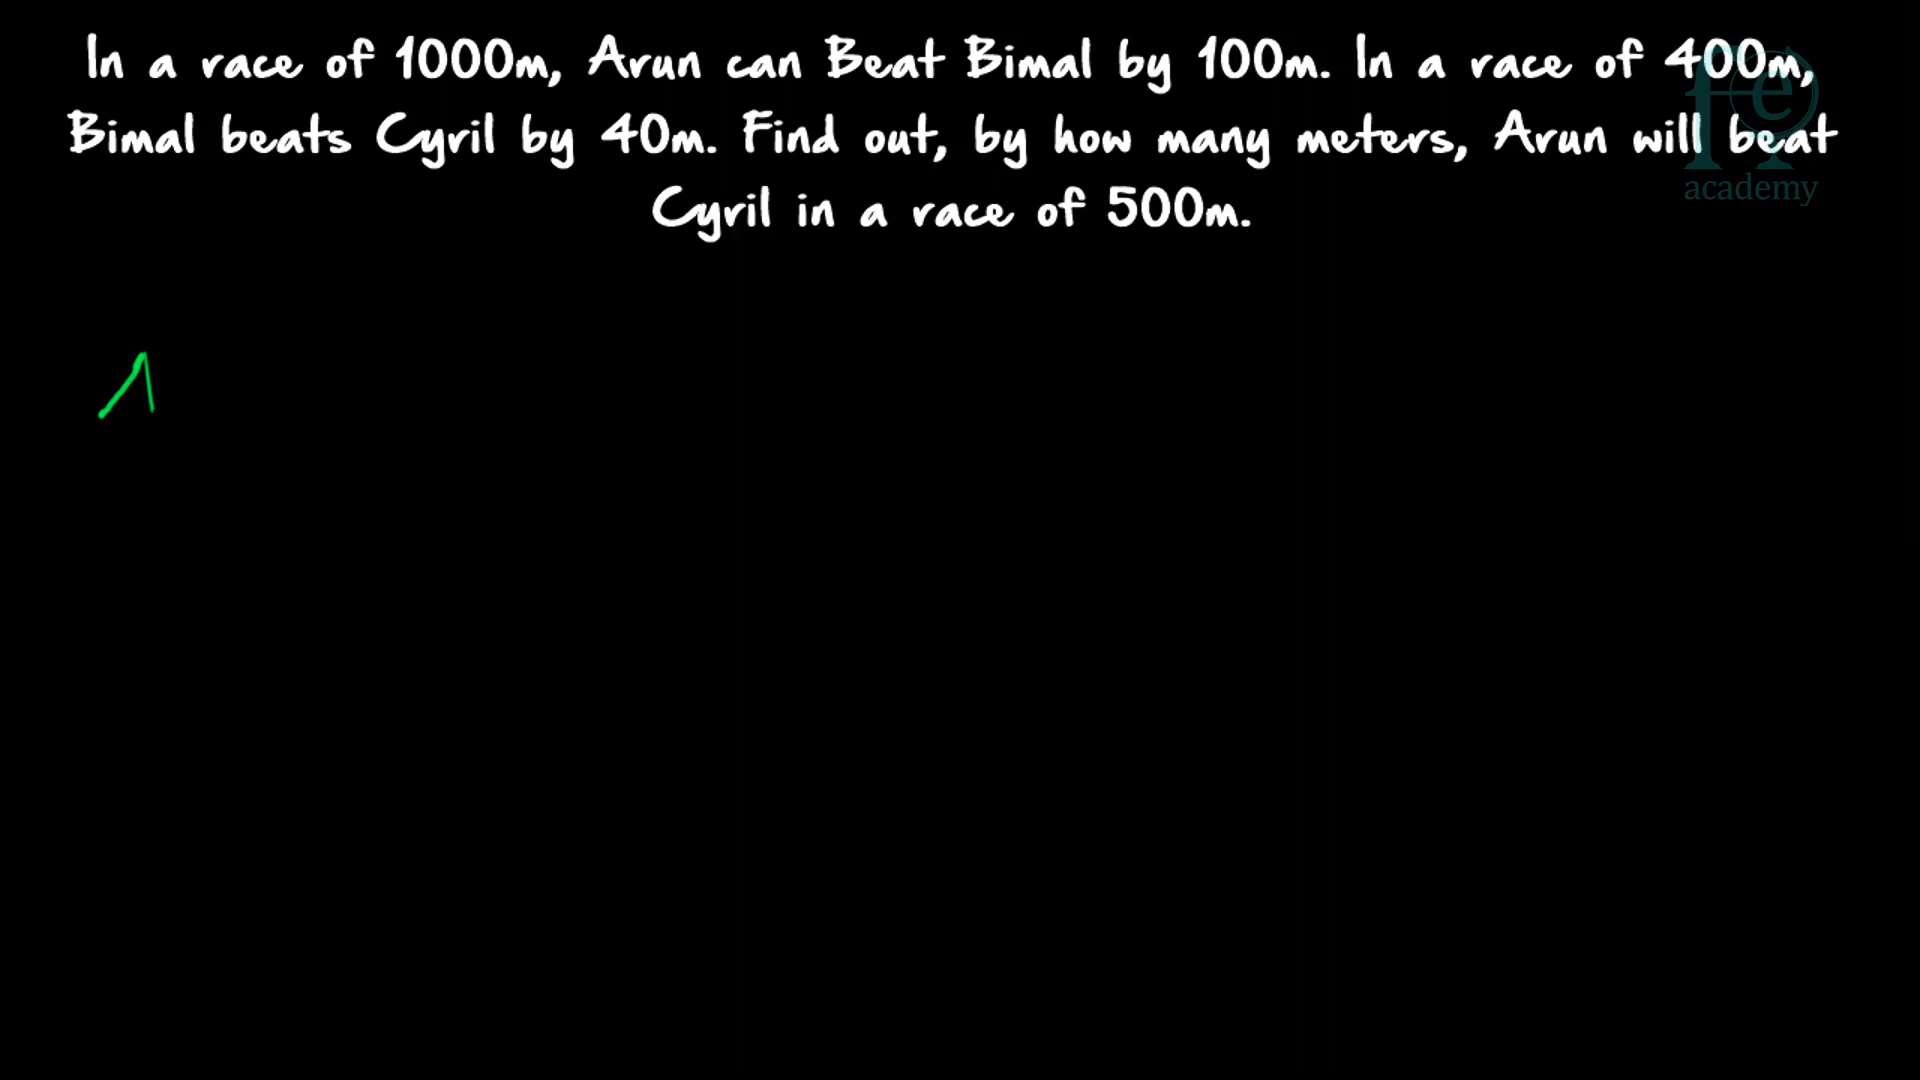 In a race of 1000m, Arun can Beat Bimal by 100m. In a race of 400m,
Bimal beats Cyril by 40m. Find out, by how many meters, Arun will beat
Cyril in a race of 500m.
academy